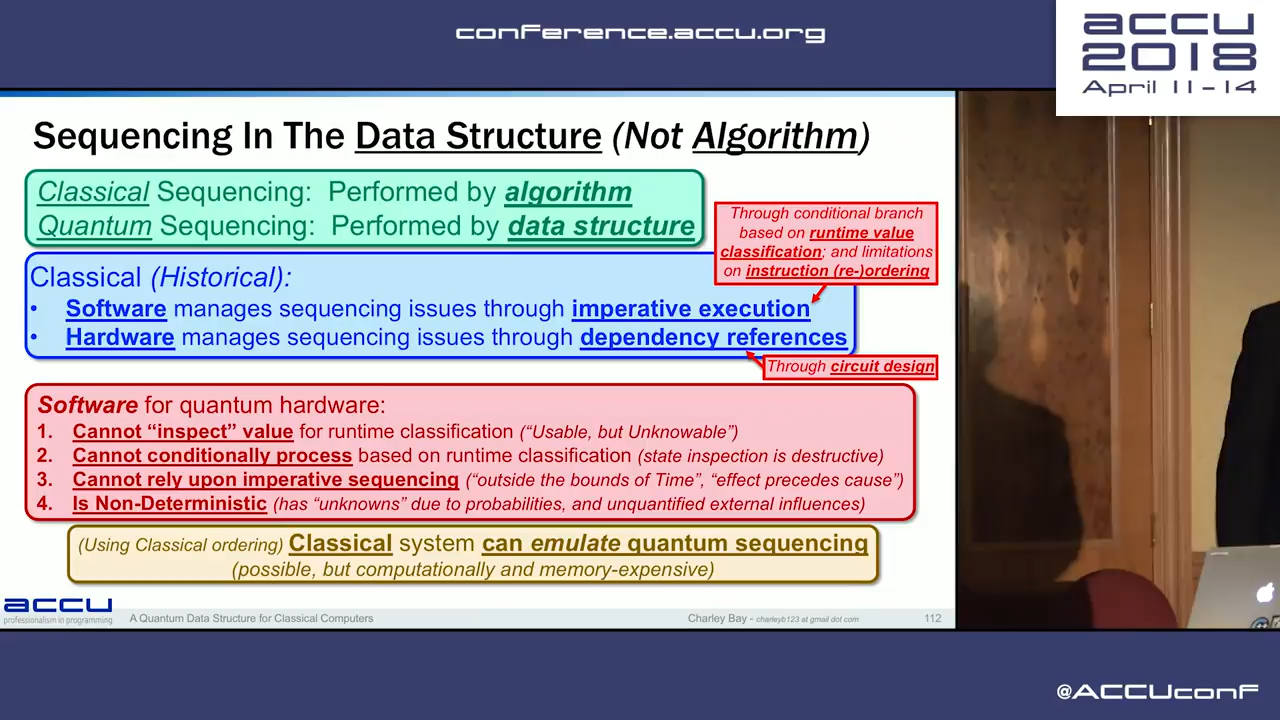 conference.accu.org
accu
2018
April 11-14
Sequencing In The Data Structure (Not Algorithm)
Classical Sequencing: Performed by algorithm
Quantum Sequencing: Performed by data structure
Through conditional branch
based on runtime value
classification; and limitations
on instruction (re-)ordering
Classical (Historical):
• Software manages sequencing issues through imperative execution
• Hardware manages sequencing issues through dependency references
Through circuit design
Software for quantum hardware:
1. Cannot “inspect” value for runtime classification (“Usable, but Unknowable”)
2. Cannot conditionally process based on runtime classification (state inspection is destructive)
3. Cannot rely upon imperative sequencing (“outside the bounds of Time”, “effect precedes cause”)
4. Is Non-Deterministic (has “unknowns” due to probabilities, and unquantified external influences)
(Using Classical ordering) Classical system can emulate quantum sequencing
(possible, but computationally and memory-expensive)
accu
professionalism in programming
A Quantum Data Structure for Classical Computers
Charley Bay - charleyb123 at gmail dot com
112
@ACCUconf